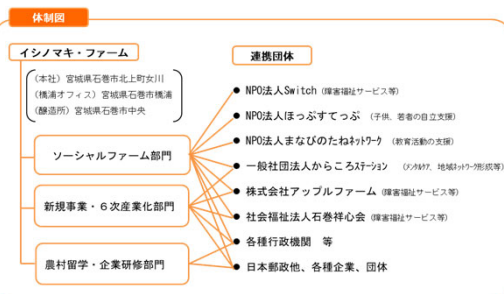 体制図
イシノマキ・ファーム
(本社)宮城県石巻市北上町女川
(橋浦オフィス)宮城県石巻市橋浦
(醸造所)宮城県石巻市中央
ソーシャルファーム部門
新規事業・6次産業化部門
農村留学・企業研修部門
連携団体
● NPO法人Switch(障害福祉サービス等)
● NPO法人ほっぷすてっぷ(子供、若者の自立支援)
● NPO法人まなびのたねネットワーク(教育活動の支援)
● 一般社団法人からころステーション(メンタルケア、地域ネットワーク形成等)
● 株式会社アップルファーム(障害福祉サービス等)
● 社会福祉法人石巻祥心会(障害福祉サービス等)
● 各種行政機関 等
● 日本郵政他、各種企業、団体